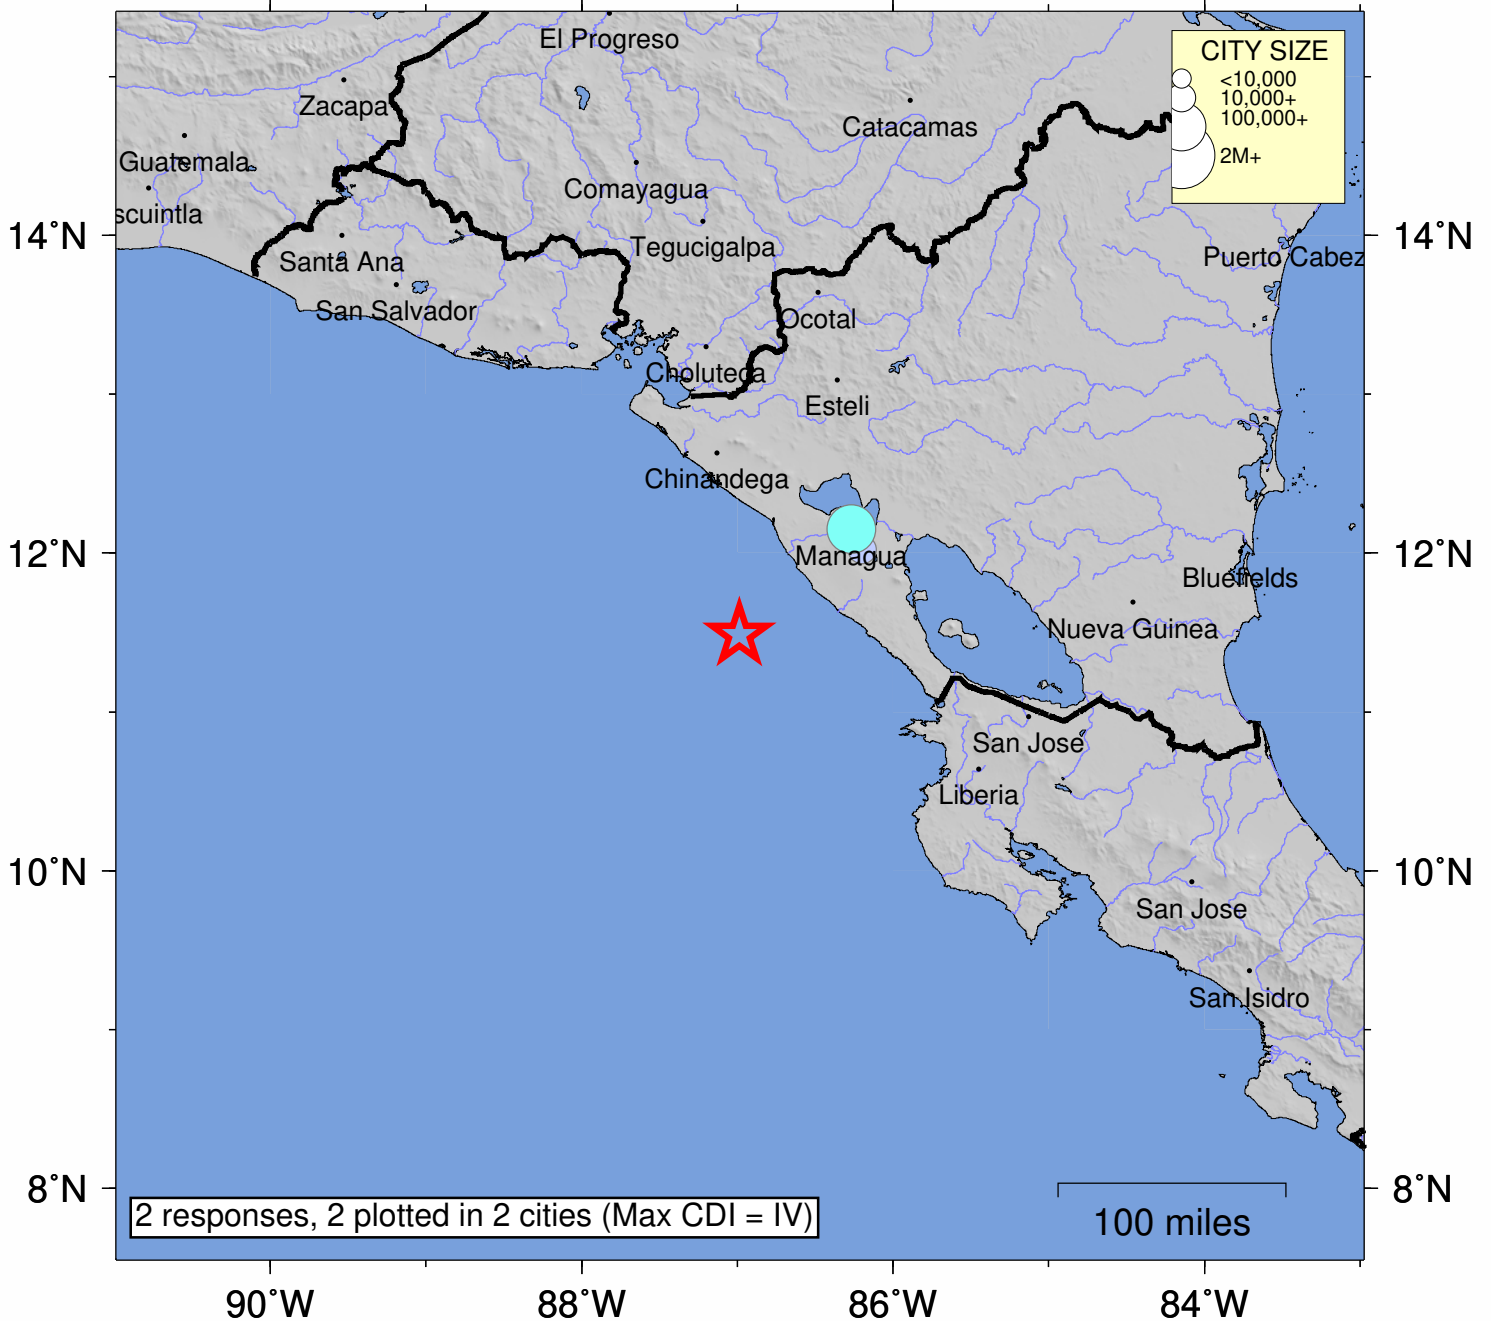 El Progreso
CITY SIZE
<10,000
10,000+
100,000+
2M+
Zacapa
Catacamas
Guatemala
Comayagua
scuintla
14°N
Tegucigalpa
14°N
Santa Ana
Puerto Cabez
San Salvador
Ocotal
Choluteca
Esteli
Chinandega
12°N
Managua
12°N
Bluefields
Nueva Guinea
San Jose
Liberia
10°N
10°N
San Jose
San Isidro
8°N
8°N
2 responses, 2 plotted in 2 cities (Max CDI = IV)
100 miles
90°W
88°W
86°W
84°W